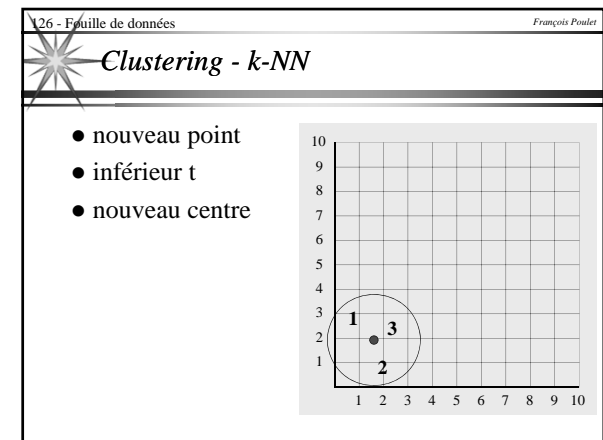 126 - Fouille de données
François Poulet
Clustering - k-NN
● nouveau point
● inférieur t
● nouveau centre
10
9
8
7
6
5
4
3
2
1
1
3
2
1 2 3 4 5 6 7 8 9 10